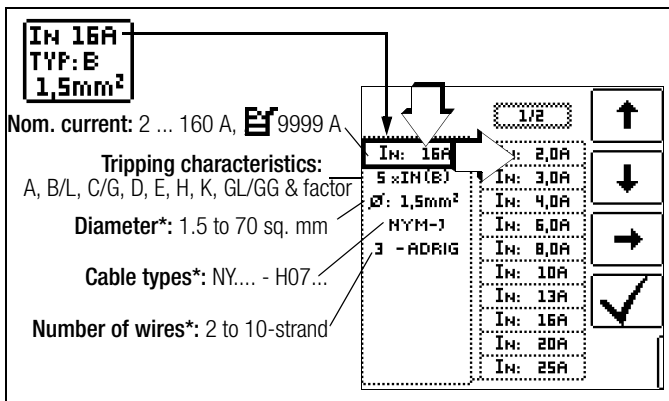 IN 16A
TYP: B
1,5mm²
Nom. current: 2 ... 160 A, 9999 A
Tripping characteristics:
A, B/L, C/G, D, E, H, K, GL/GG & factor
Diameter*: 1.5 to 70 sq. mm
Cable types*: NY.... - H07...
Number of wires*: 2 to 10-strand
IN: 16A
5 xIN(B)
Ø: 1,5mm²
NYM-J
3 -ADRIG
1/2
IN: 2,0A
IN: 3,0A
IN: 4,0A
IN: 6,0A
IN: 8,0A
IN: 10A
IN: 13A
IN: 16A
IN: 20A
IN: 25A